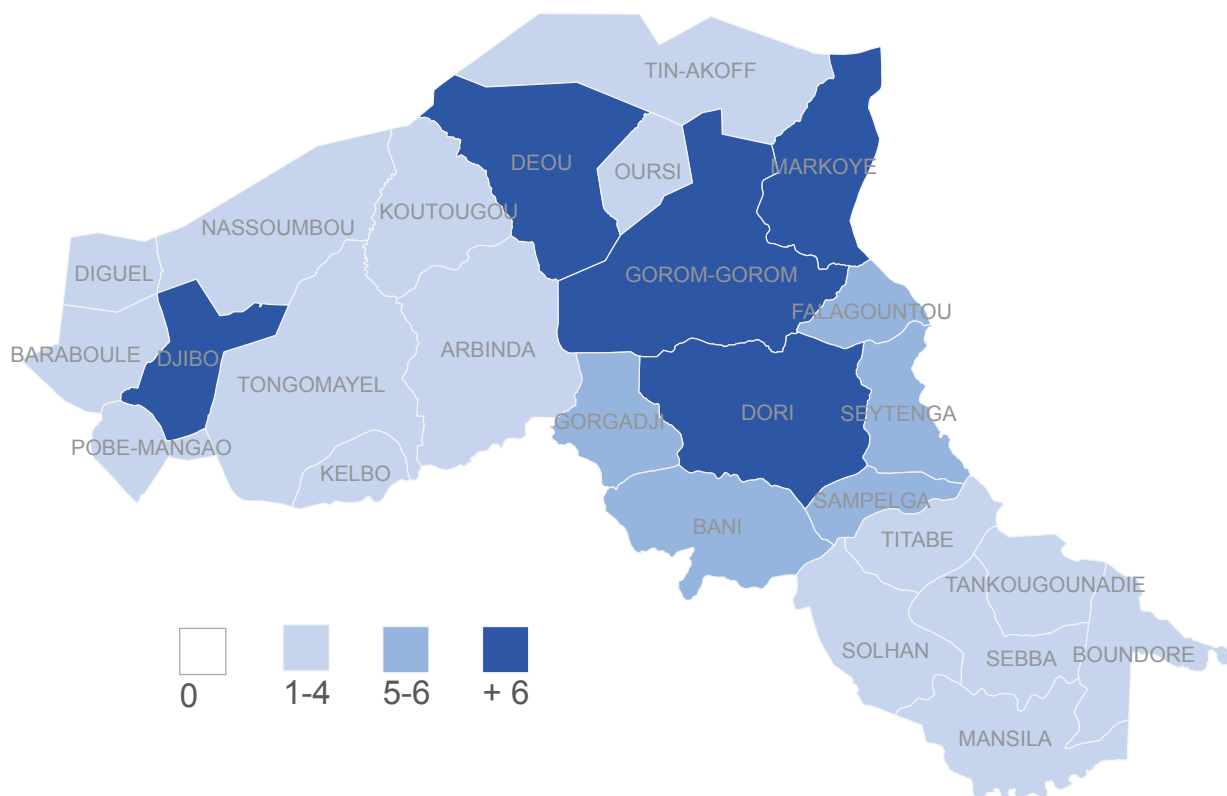 TIN-AKOFF
DEOU
OURSI
MARKOYE
KOUTOUGOU
NASSOUMBOU
DIGUEL
GOROM-GOROM
FALAGOUNTOU
BARABOULE
DJIBO
ARBINDA
TONGOMAYEL
GORGADJI
DORI
SEYTENGA
POBE-MANGAO
KELBO
SAMPELGA
BANI
TITABE
TANKOUGOUNADIE
SOLHAN
SEBBA
BOUNDORE
MANSILA
0
1-4
5-6
+ 6